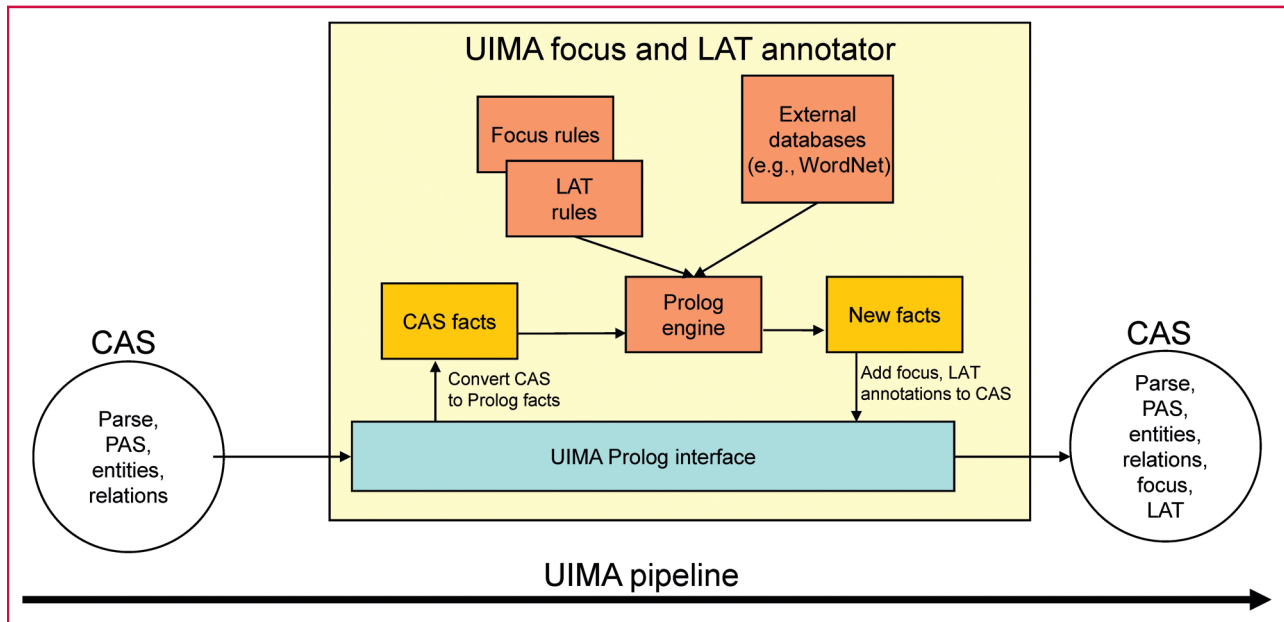 UIMA focus and LAT annotator
Focus rules
LAT
rules
External
databases
(e.g., WordNet)
CAS facts
Prolog
engine
New facts
Convert CAS
to Prolog facts
Add focus, LAT
annotations to CAS
UIMA Prolog interface
CAS
Parse,
PAS,
entities,
relations
CAS
Parse,
PAS,
entities,
relations,
focus,
LAT
UIMA pipeline